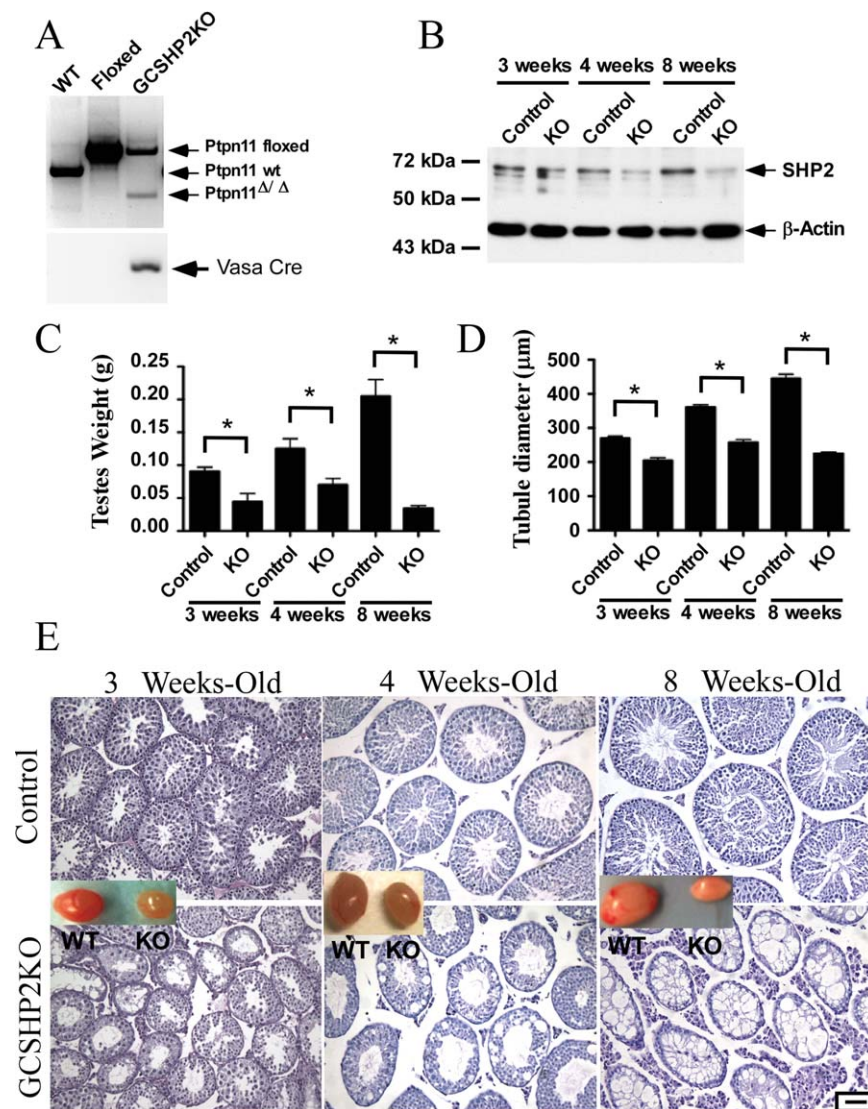 A
WT
Floxed
GCSHP2KO
Ptpn11 floxed
Ptpn11 wt
Ptpn11Δ/ Δ
Vasa Cre
B
3 weeks 4 weeks 8 weeks
Control KO Control KO Control KO
72 kDa
50 kDa
43 kDa
SHP2
β-Actin
C
Testes Weight (g)
0.25
0.20
0.15
0.10
0.05
0.00
* * *
Control KO Control KO Control KO
3 weeks 4 weeks 8 weeks
D
Tubule diameter (μm)
500
400
300
200
100
0
* * *
Control KO Control KO Control KO
3 weeks 4 weeks 8 weeks
E
3 Weeks-Old 4 Weeks-Old 8 Weeks-Old
Control
WT KO WT KO WT KO
GCSHP2KO